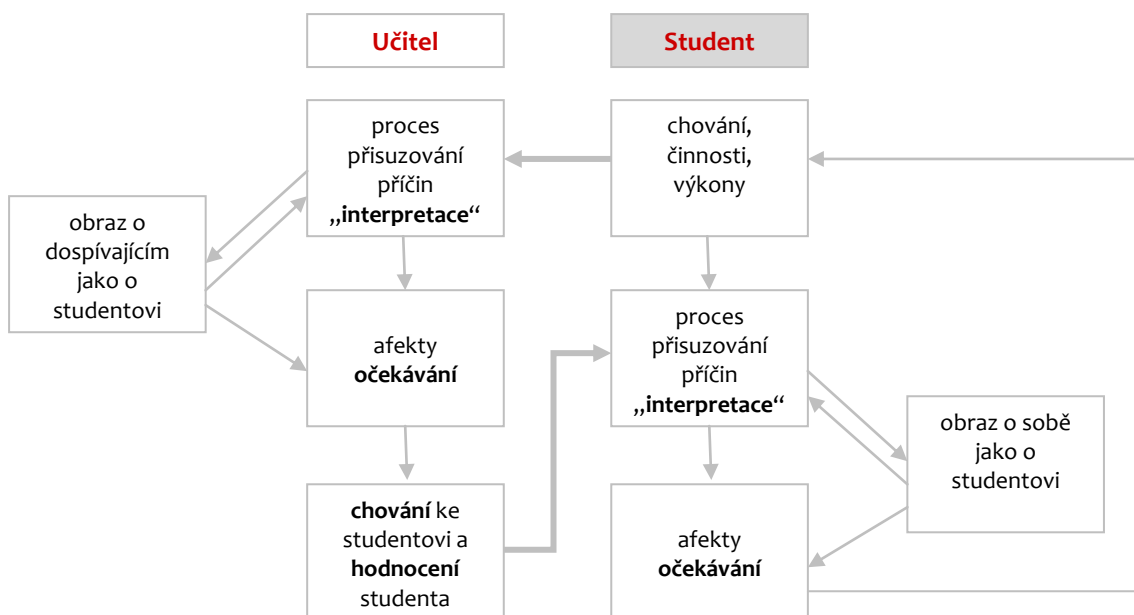 Učitel
Student
proces
přisuzování
příčin
„interpretace“
chování,
činnosti,
výkony
obraz o
dospívajícím
jako o
studentovi
afekty
očekávání
proces
přisuzování
příčin
„interpretace“
obraz o sobě
jako o
studentovi
chování ke
studentovi a
hodnocení
studenta
afekty
očekávání